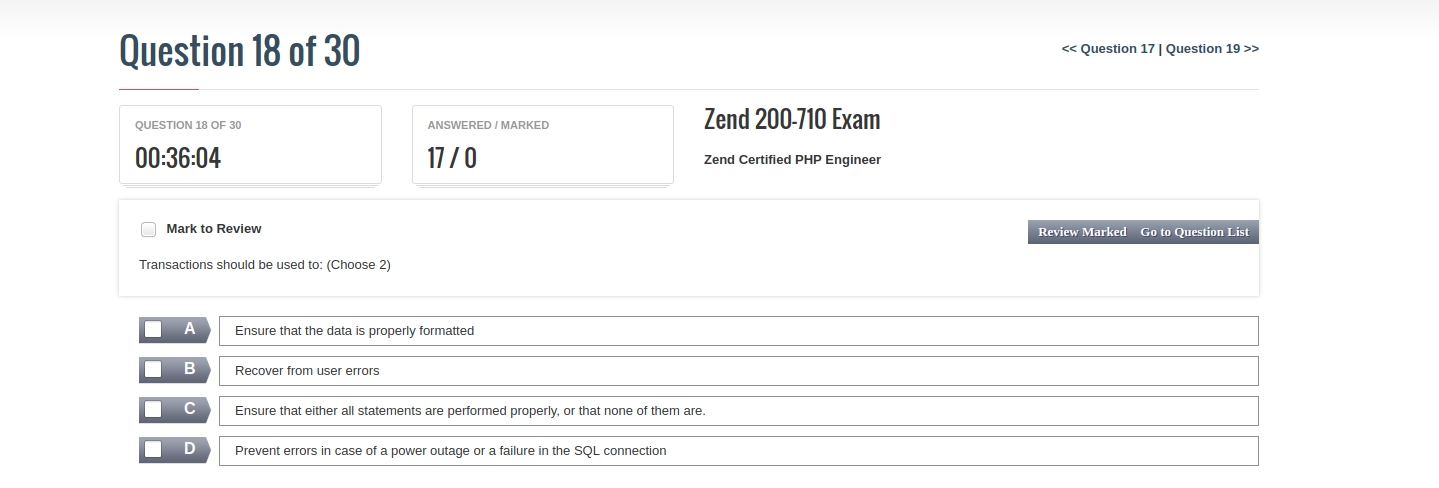 Question 18 of 30
<< Question 17 | Question 19 >>
QUESTION 18 OF 30
00:36:04
ANSWERED / MARKED
17 / 0
Zend 200-710 Exam
Zend Certified PHP Engineer
Mark to Review
Review Marked Go to Question List
Transactions should be used to: (Choose 2)
A Ensure that the data is properly formatted
B Recover from user errors
C Ensure that either all statements are performed properly, or that none of them are.
D Prevent errors in case of a power outage or a failure in the SQL connection